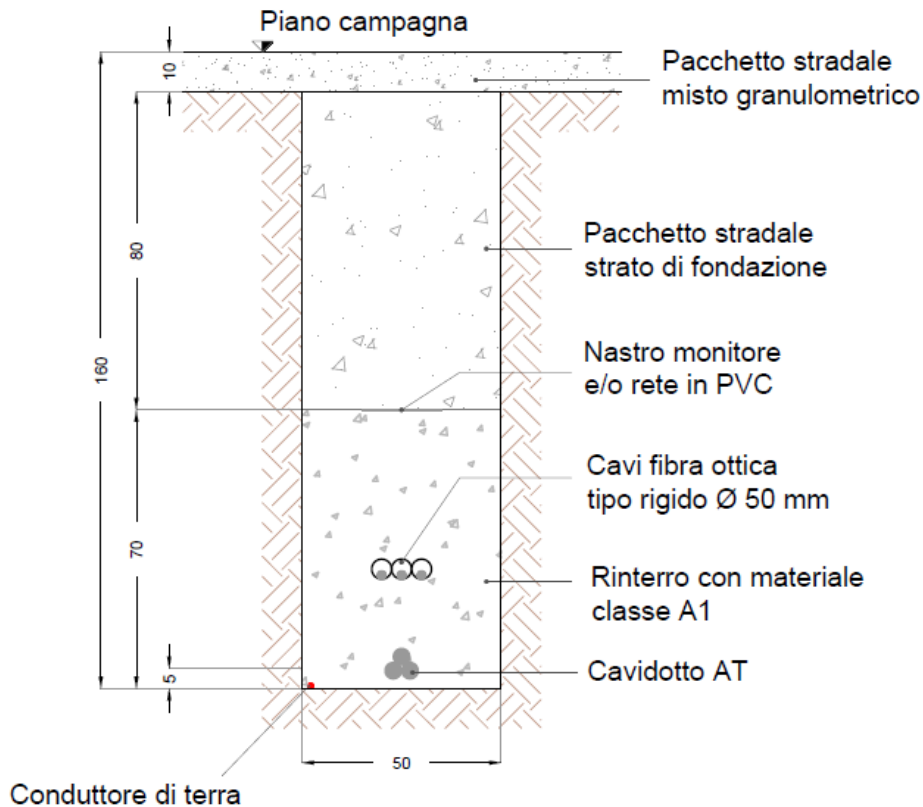 Piano campagna
10
Pacchetto stradale
misto granulometrico
80
Pacchetto stradale
strato di fondazione
160
Nastro monitore
e/o rete in PVC
Cavi fibra ottica
tipo rigido Ø 50 mm
70
Rinterro con materiale
classe A1
5
Cavidotto AT
50
Conduttore di terra